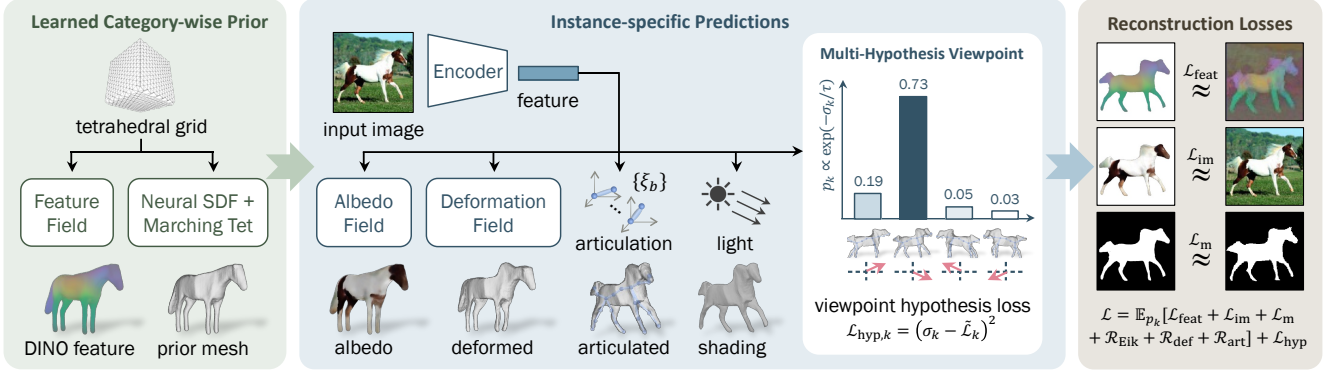 Learned Category-wise Prior
tetrahedral grid
Feature
Field
Neural SDF +
Marching Tet
DINO feature
prior mesh
Instance-specific Predictions
input image
Encoder
feature
Albedo
Field
Deformation
Field
{ξ_b}
articulation
light
albedo
deformed
articulated
shading
Multi-Hypothesis Viewpoint
p_k ∝ exp(−σ_k/τ)
0.19
0.73
0.05
0.03
viewpoint hypothesis loss
ℒ_hyp,k = (σ_k − ℒ̃_k)²
Reconstruction Losses
ℒ_feat
≈
ℒ_im
≈
ℒ_m
≈
ℒ = 𝔼_{p_k}[ℒ_feat + ℒ_im + ℒ_m
+ ℛ_Eik + ℛ_def + ℛ_art] + ℒ_hyp